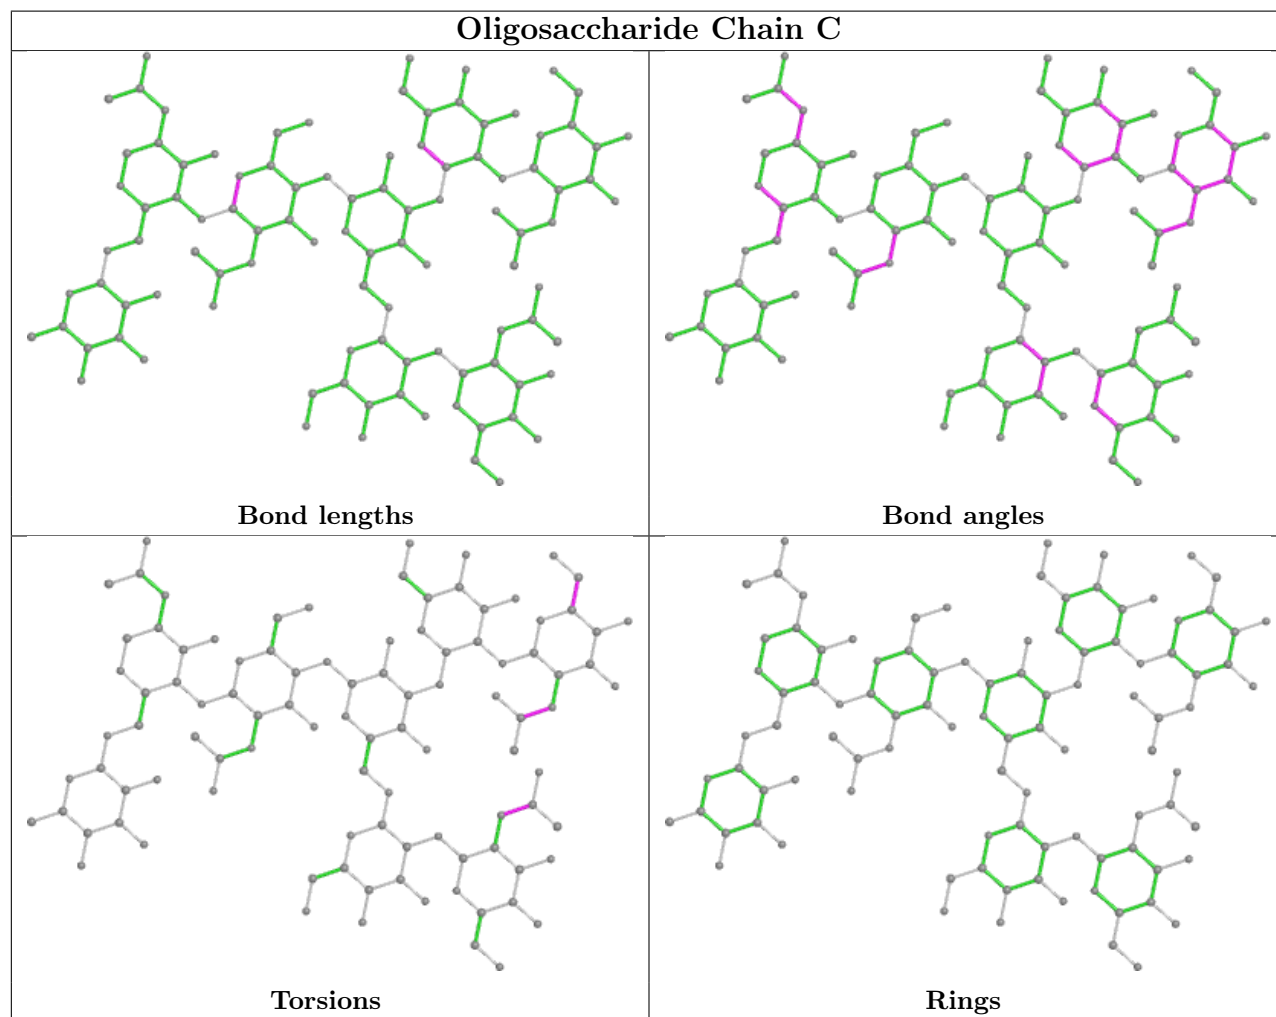 Oligosaccharide Chain C
Bond lengths
Bond angles
Torsions
Rings